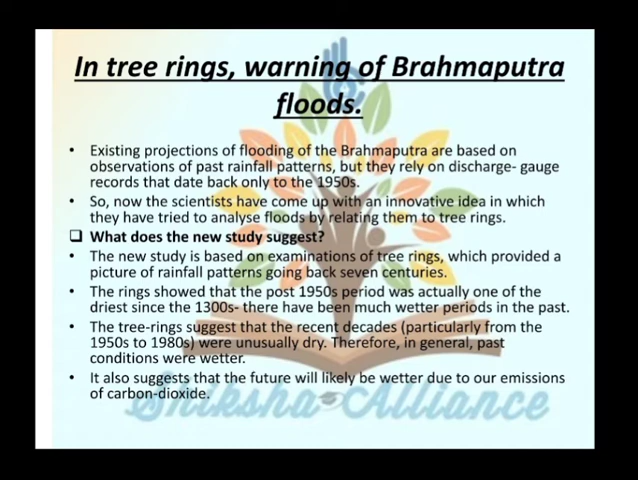 In tree rings, warning of Brahmaputra
floods.
• Existing projections of flooding of the Brahmaputra are based on
observations of past rainfall patterns, but they rely on discharge- gauge
records that date back only to the 1950s.
• So, now the scientists have come up with an innovative idea in which
they have tried to analyse floods by relating them to tree rings.
❑ What does the new study suggest?
• The new study is based on examinations of tree rings, which provided a
picture of rainfall patterns going back seven centuries.
• The rings showed that the post 1950s period was actually one of the
driest since the 1300s- there have been much wetter periods in the past.
• The tree-rings suggest that the recent decades (particularly from the
1950s to 1980s) were unusually dry. Therefore, in general, past
conditions were wetter.
• It also suggests that the future will likely be wetter due to our emissions
of carbon-dioxide.
Shiksha Alliance